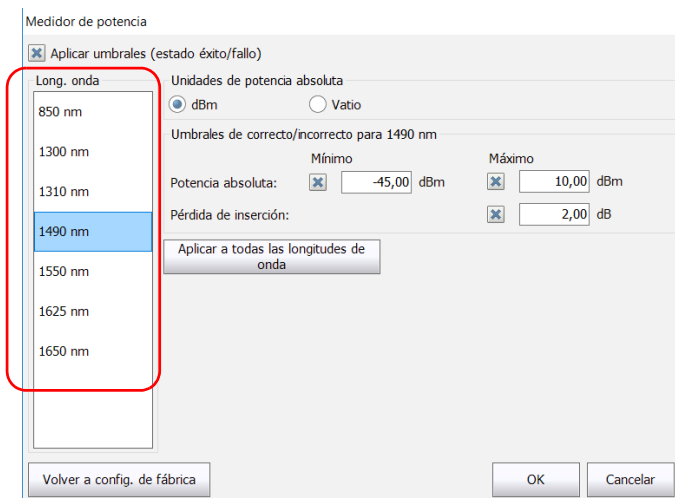 Medidor de potencia
Aplicar umbrales (estado éxito/fallo)
Long. onda
850 nm
1300 nm
1310 nm
1490 nm
1550 nm
1625 nm
1650 nm
Unidades de potencia absoluta
dBm
Vatio
Umbrales de correcto/incorrecto para 1490 nm
Mínimo Máximo
Potencia absoluta: -45,00 dBm 10,00 dBm
Pérdida de inserción: 2,00 dB
Aplicar a todas las longitudes de
onda
Volver a config. de fábrica
OK
Cancelar